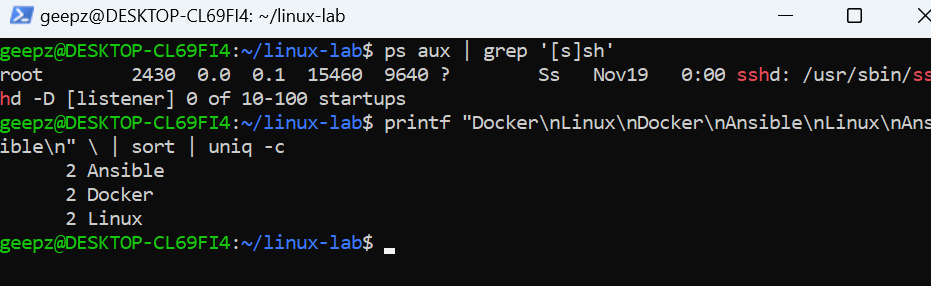 geepz@DESKTOP-CL69FI4: ~/linux-lab
geepz@DESKTOP-CL69FI4:~/linux-lab$ ps aux | grep '[s]sh'
root        2430  0.0  0.1  15460  9640 ?        Ss   Nov19   0:00 sshd: /usr/sbin/ss
hd -D [listener] 0 of 10-100 startups
geepz@DESKTOP-CL69FI4:~/linux-lab$ printf "Docker\nLinux\nDocker\nAnsible\nLinux\nAns
ible\n" \ | sort | uniq -c
      2 Ansible
      2 Docker
      2 Linux
geepz@DESKTOP-CL69FI4:~/linux-lab$